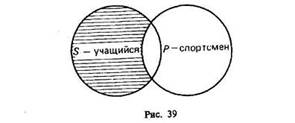 S – учащийся
P – спортсмен
Рис. 39